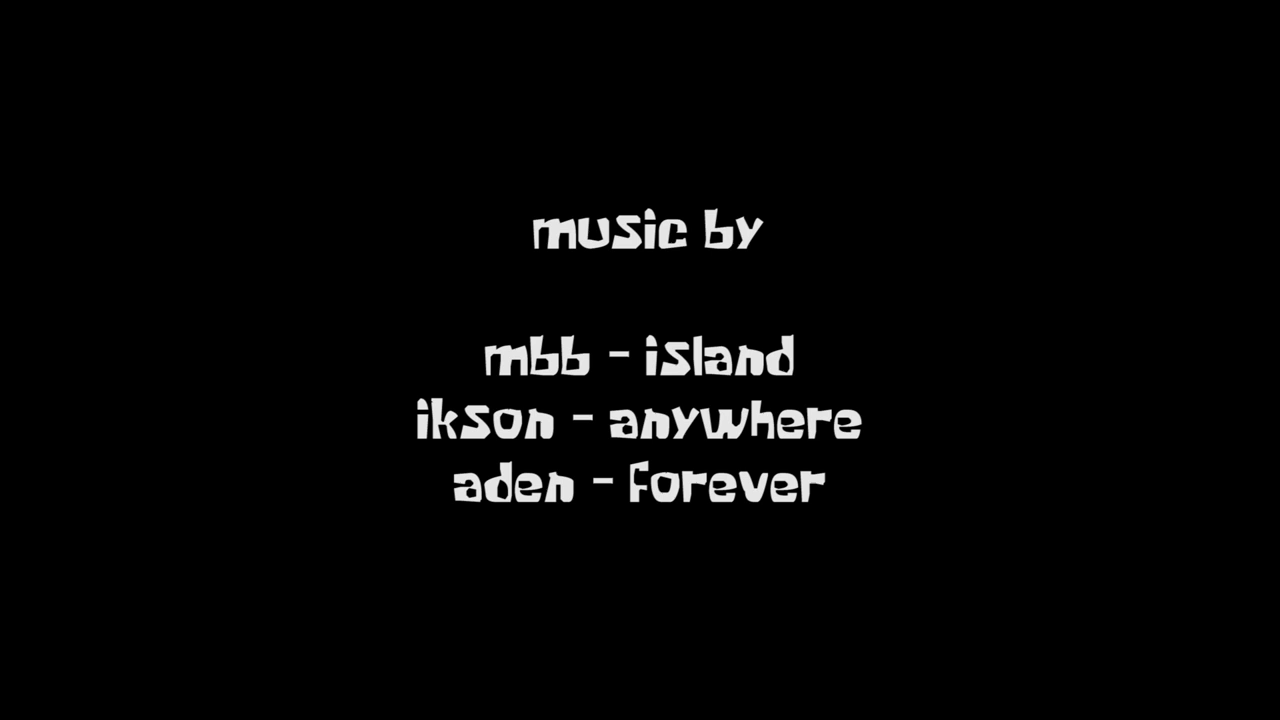 music by
mbb - island
ikson - anywhere
aden - forever